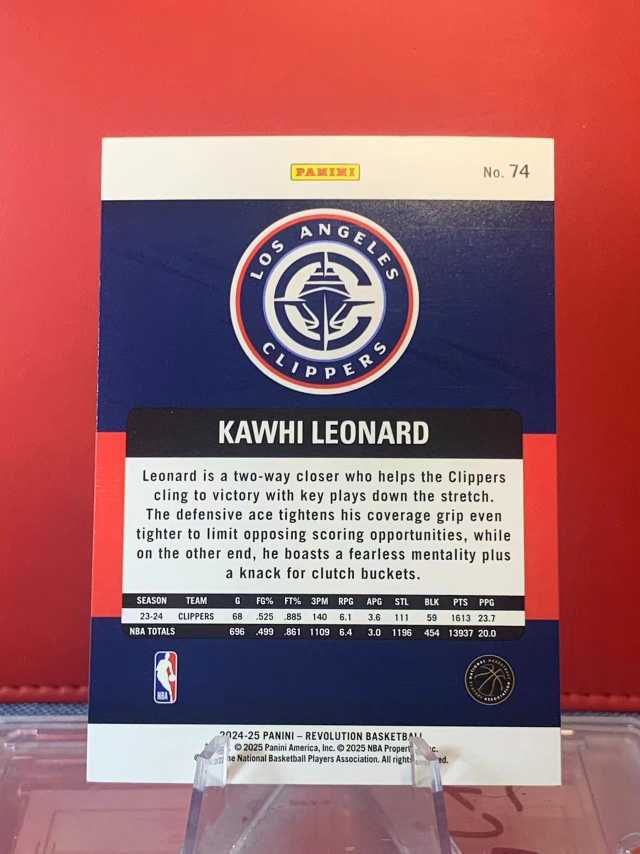 PANINI
No. 74
LOS ANGELES
CLIPPERS
KAWHI LEONARD
Leonard is a two-way closer who helps the Clippers
cling to victory with key plays down the stretch.
The defensive ace tightens his coverage grip even
tighter to limit opposing scoring opportunities, while
on the other end, he boasts a fearless mentality plus
a knack for clutch buckets.
SEASON TEAM G FG% FT% 3PM RPG APG STL BLK PTS PPG
23-24 CLIPPERS 68 .525 .885 140 6.1 3.6 111 59 1613 23.7
NBA TOTALS 696 .499 .861 1109 6.4 3.0 1196 454 13937 20.0
NBA
NATIONAL BASKETBALL
ASSOCIATION
2024-25 PANINI – REVOLUTION BASKETBALL
© 2025 Panini America, Inc. © 2025 NBA Inc.
National Basketball Players Association. All rights